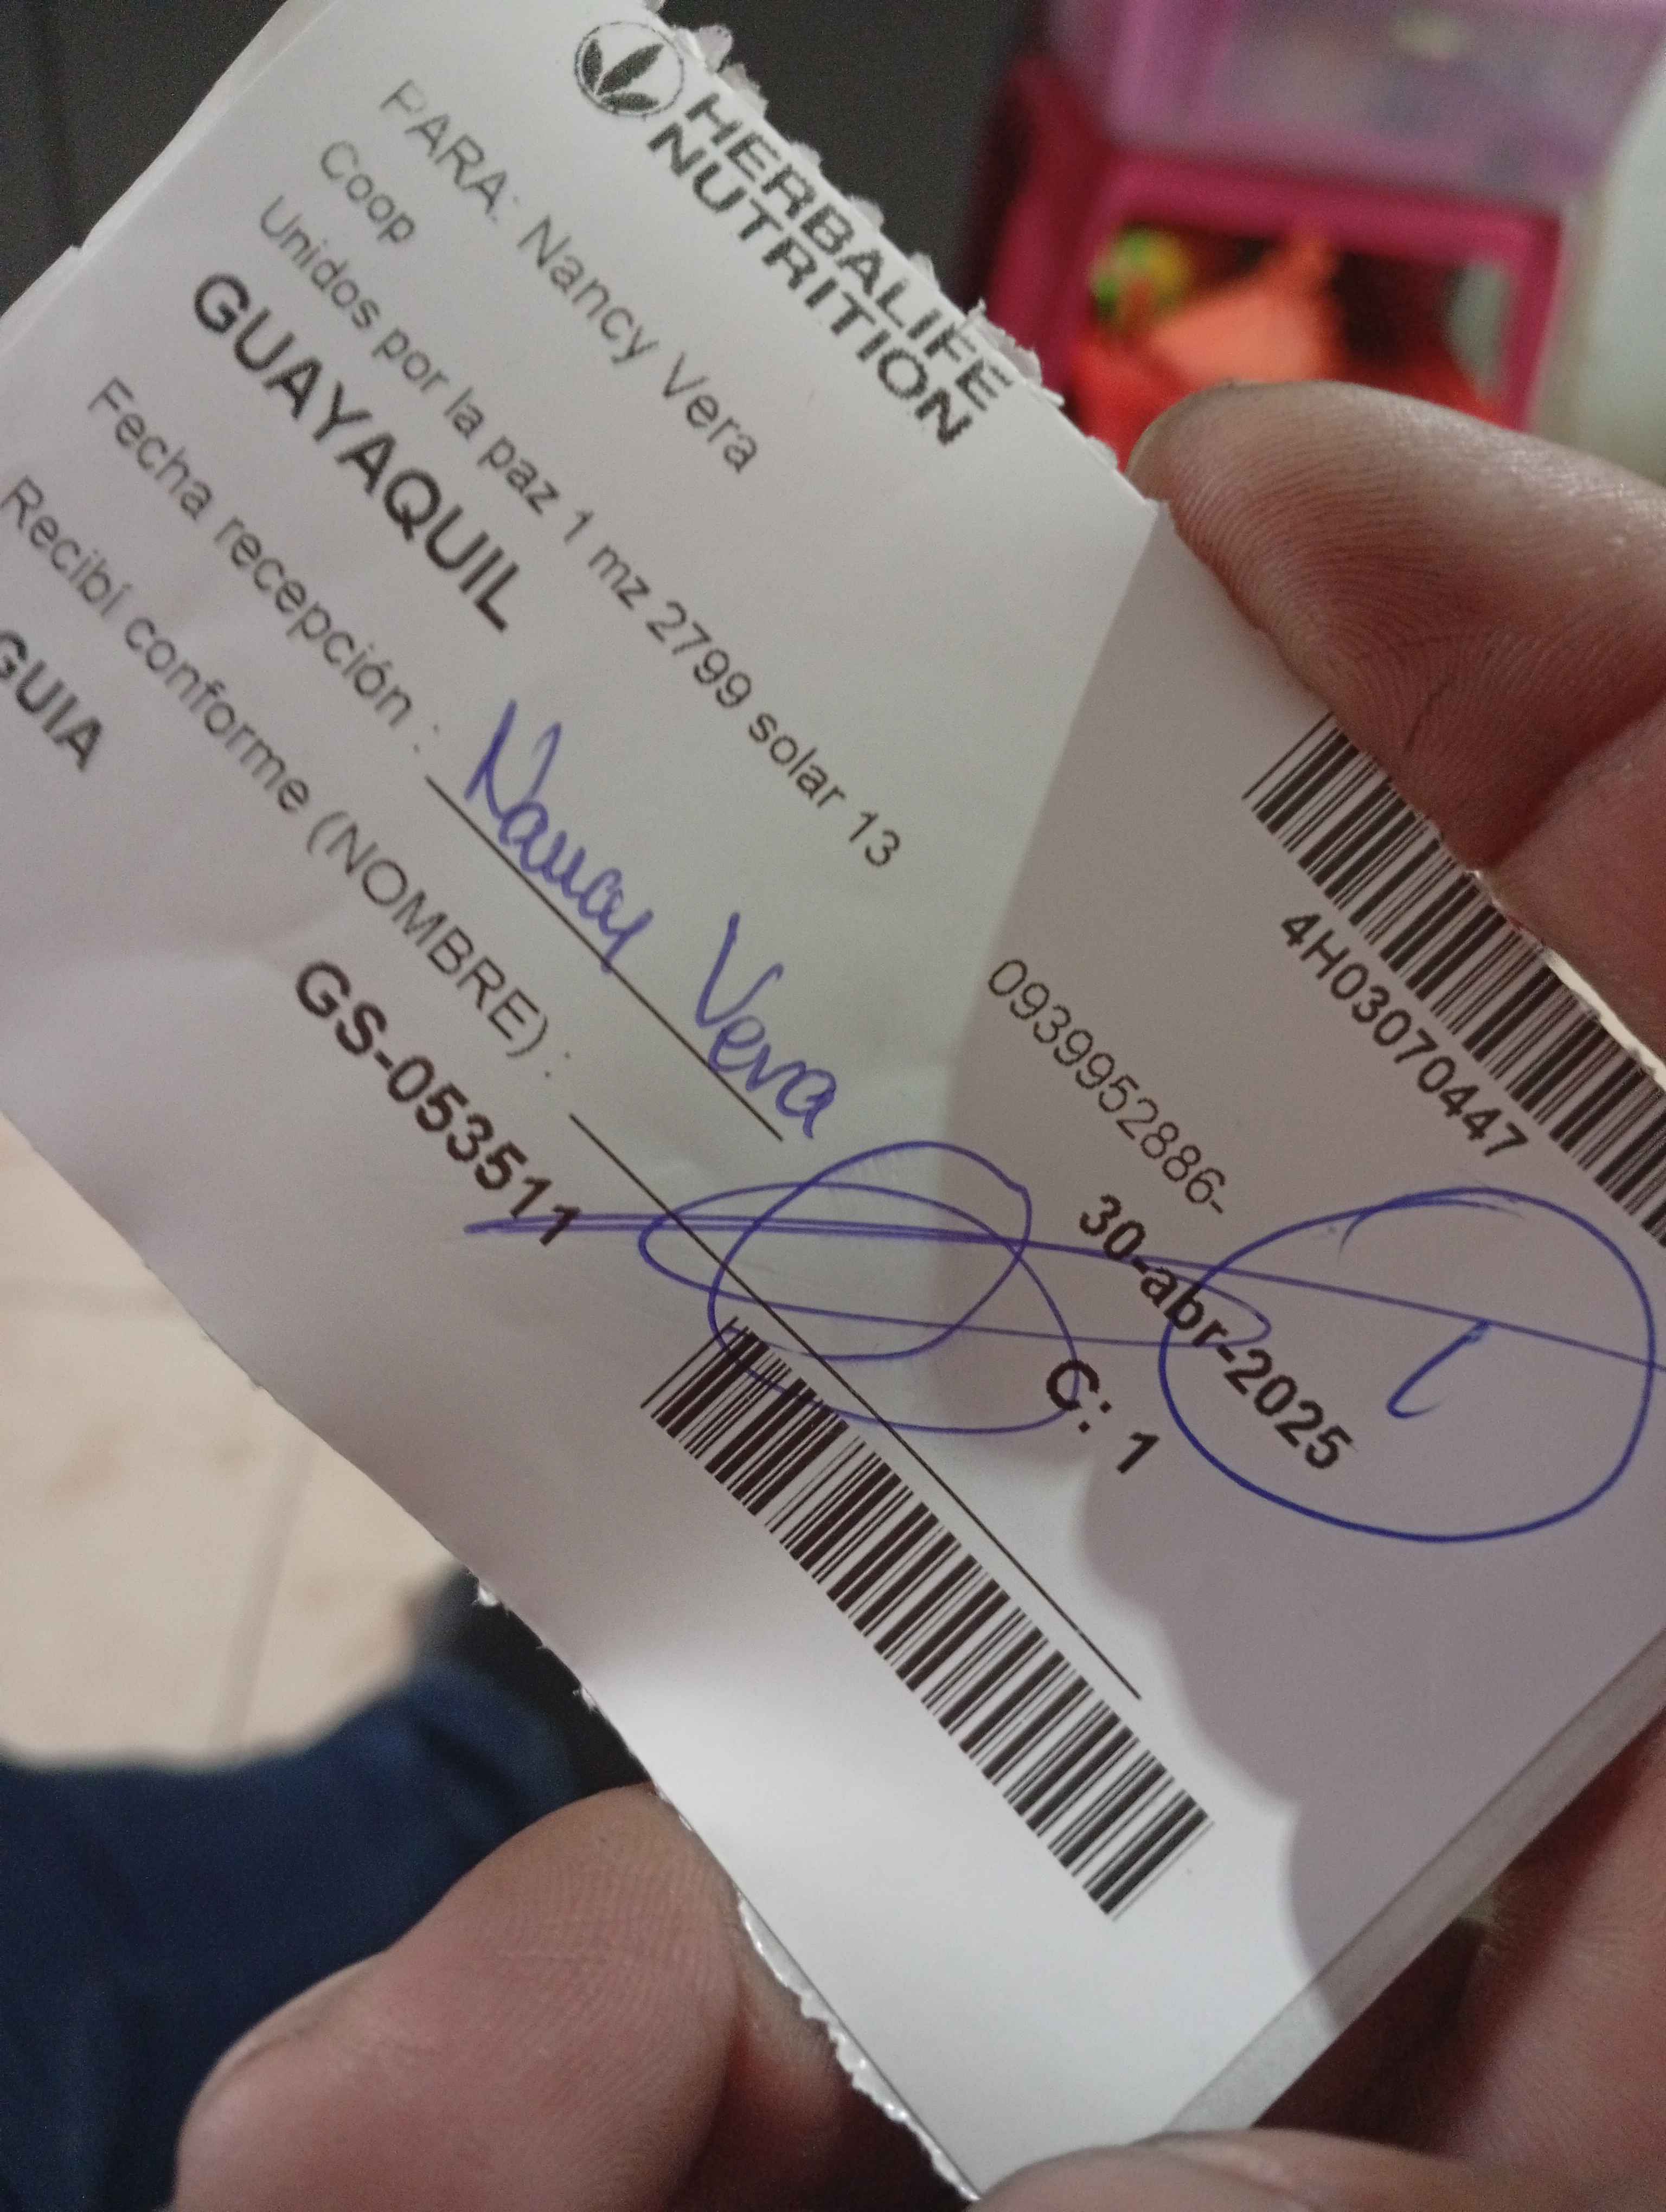 HERBALIFE
NUTRITION
4H03070447
PARA: Nancy Vera
0939952886-
Coop
Unidos por la paz 1 mz 2799 solar 13
GUAYAQUIL
30-abr-2025
C: 1
Fecha recepción : Nancy Vera
Recibí conforme (NOMBRE) :
GUIA
GS-053511